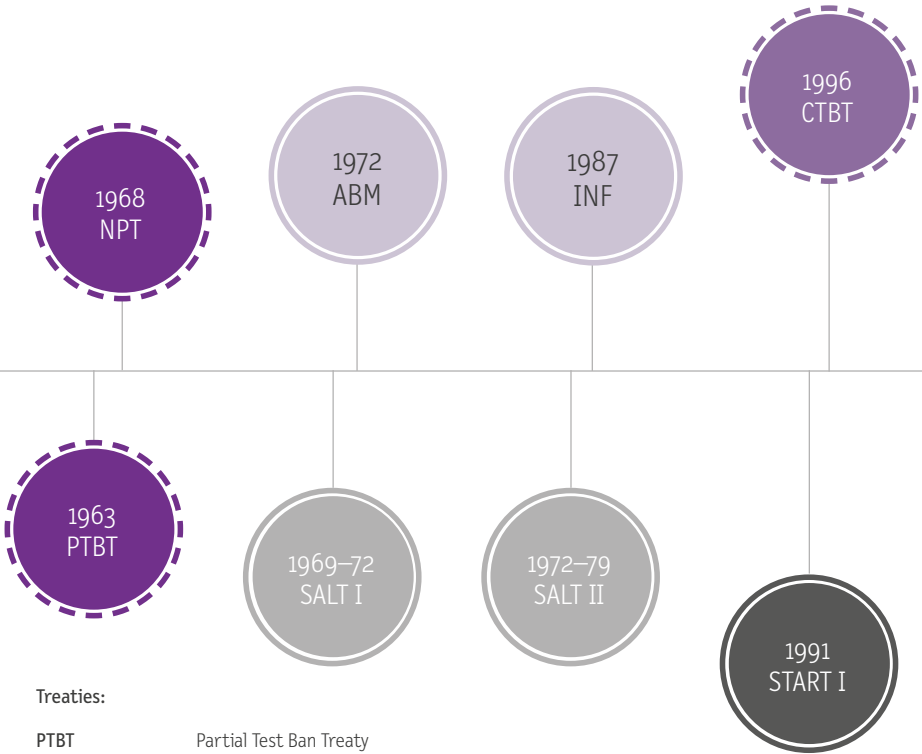 1996
CTBT
1972
ABM
1987
INF
1968
NPT
1963
PTBT
1969–72
SALT I
1972–79
SALT II
1991
START I
Treaties:
PTBT Partial Test Ban Treaty